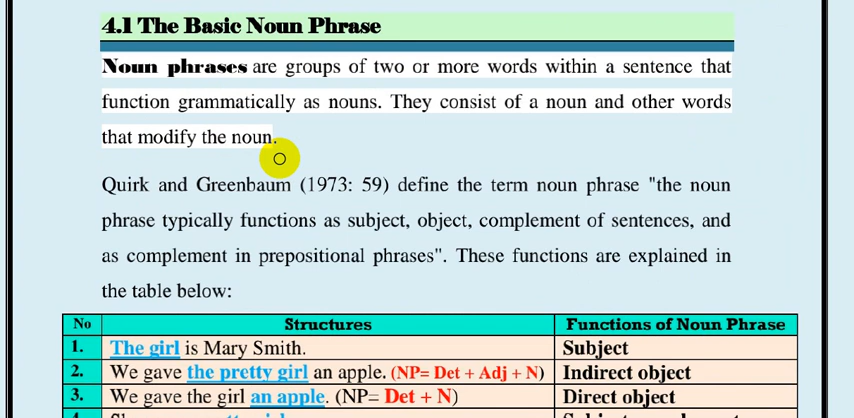 4.1 The Basic Noun Phrase
Noun phrases are groups of two or more words within a sentence that
function grammatically as nouns. They consist of a noun and other words
that modify the noun.
Quirk and Greenbaum (1973: 59) define the term noun phrase "the noun
phrase typically functions as subject, object, complement of sentences, and
as complement in prepositional phrases". These functions are explained in
the table below:
No Structures Functions of Noun Phrase
1. The girl is Mary Smith. Subject
2. We gave the pretty girl an apple. (NP= Det + Adj + N) Indirect object
3. We gave the girl an apple. (NP= Det + N) Direct object